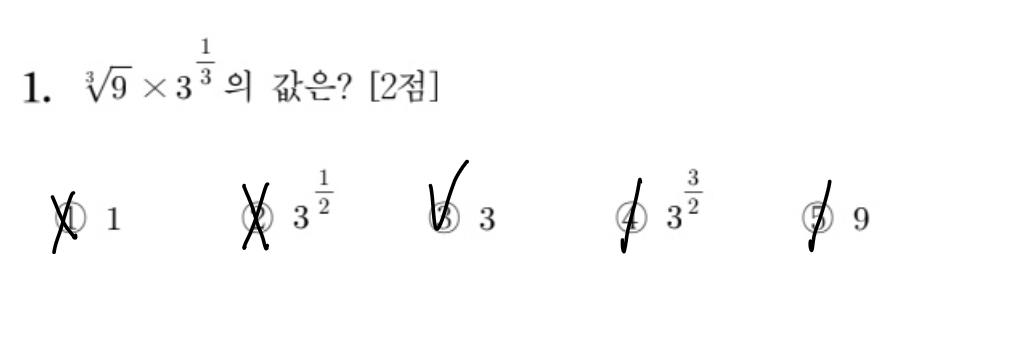 1. ∛9 × 3^(1/3) 의 값은? [2점]
① 1 ② 3^(1/2) ③ 3 ④ 3^(3/2) ⑤ 9